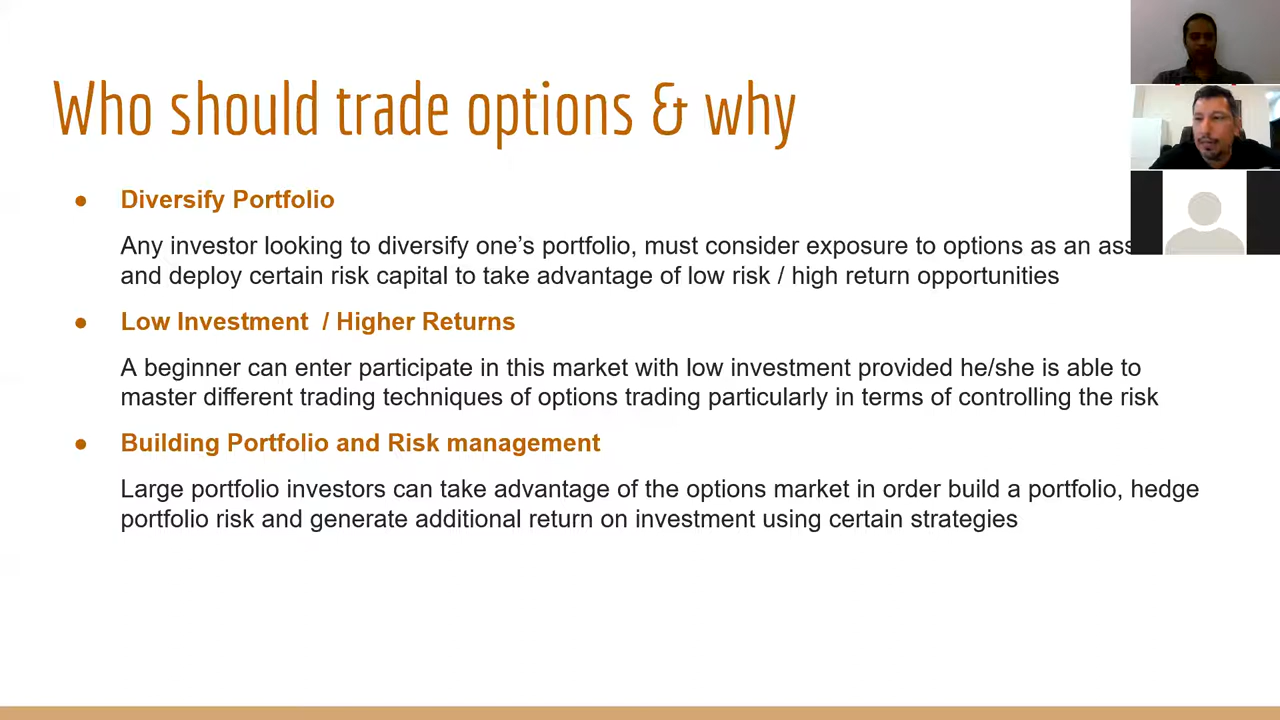 Who should trade options & why
● Diversify Portfolio
Any investor looking to diversify one’s portfolio, must consider exposure to options as an
and deploy certain risk capital to take advantage of low risk / high return opportunities
● Low Investment / Higher Returns
A beginner can enter participate in this market with low investment provided he/she is able to
master different trading techniques of options trading particularly in terms of controlling the risk
● Building Portfolio and Risk management
Large portfolio investors can take advantage of the options market in order build a portfolio, hedge
portfolio risk and generate additional return on investment using certain strategies